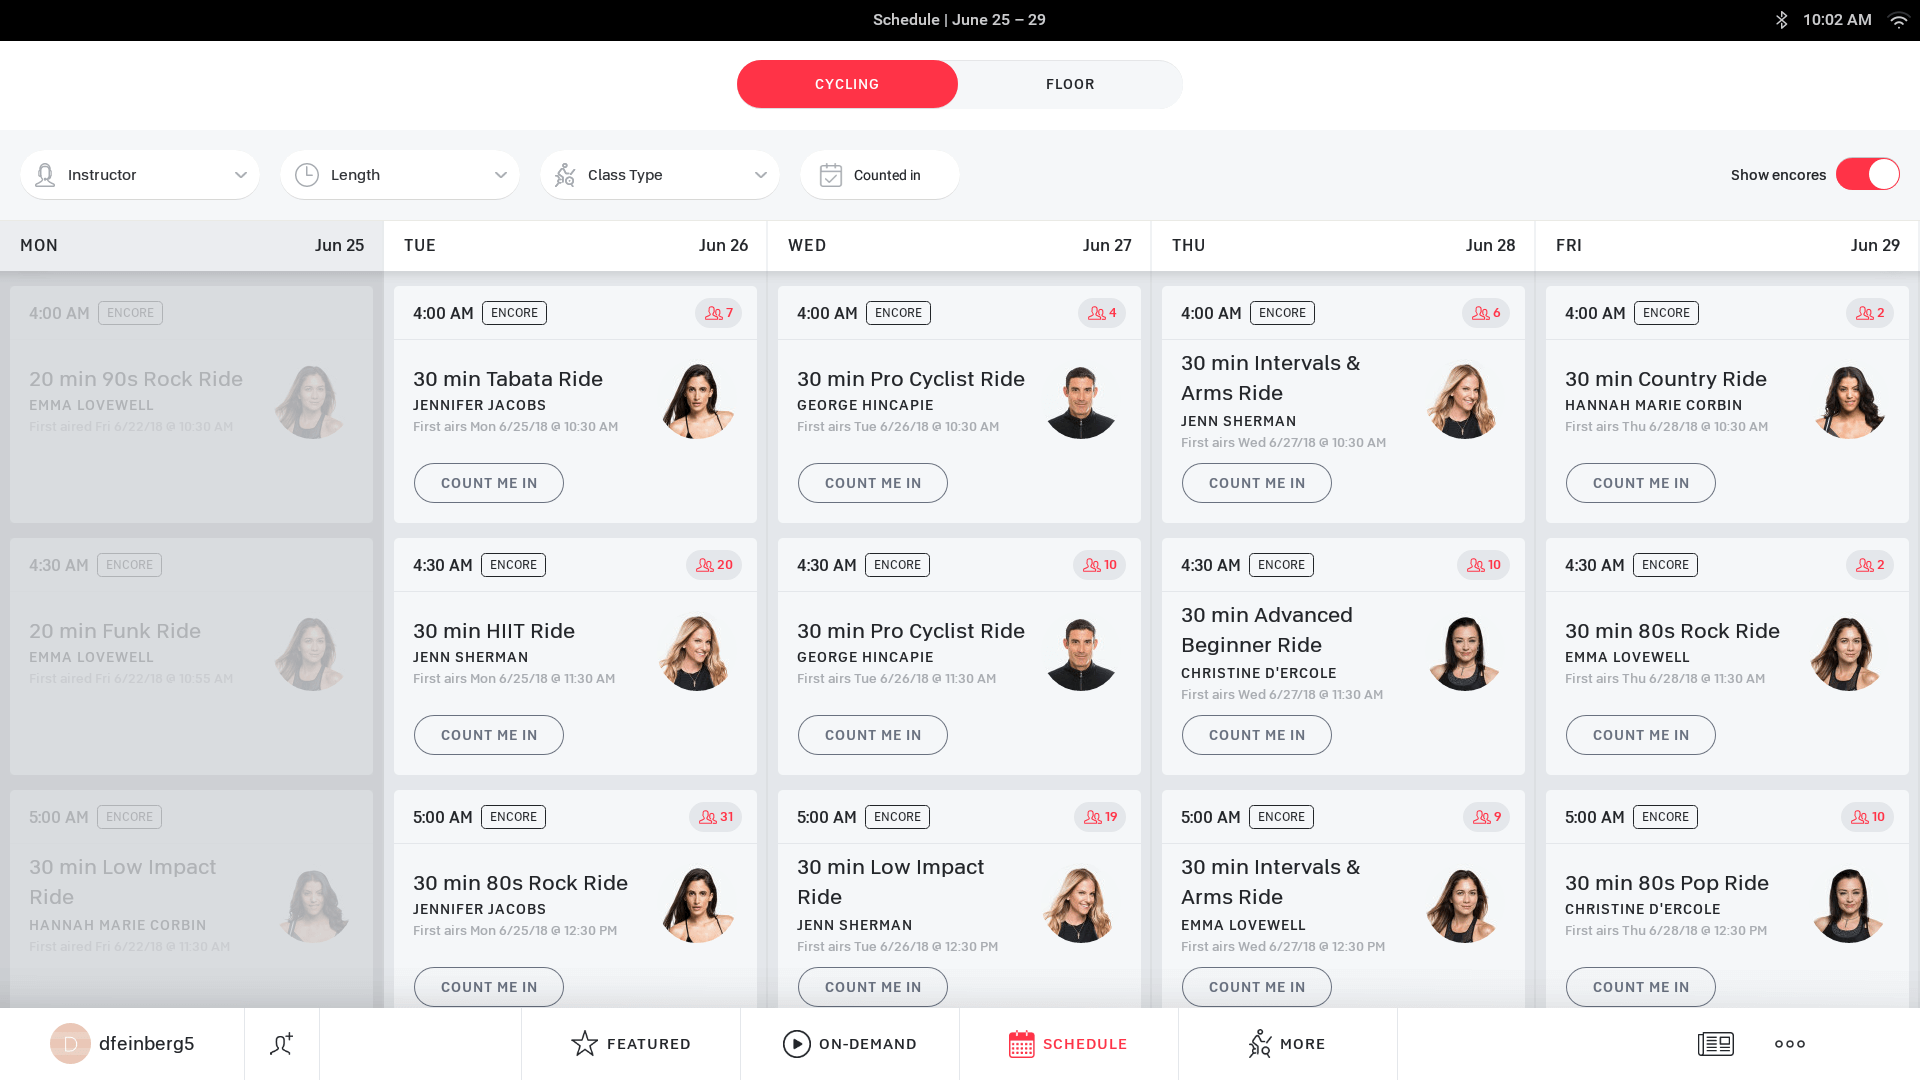 Schedule | June 25 – 29
10:02 AM
CYCLING
FLOOR
Instructor
Length
Class Type
Counted in
Show encores
MON Jun 25
TUE Jun 26
WED Jun 27
THU Jun 28
FRI Jun 29
4:00 AM ENCORE
20 min 90s Rock Ride
EMMA LOVEWELL
First aired Fri 6/22/18 @ 10:30 AM
4:30 AM ENCORE
20 min Funk Ride
EMMA LOVEWELL
First aired Fri 6/22/18 @ 10:55 AM
5:00 AM ENCORE
30 min Low Impact
Ride
HANNAH MARIE CORBIN
First aired Fri 6/22/18 @ 11:30 AM
4:00 AM ENCORE 7
30 min Tabata Ride
JENNIFER JACOBS
First airs Mon 6/25/18 @ 10:30 AM
COUNT ME IN
4:30 AM ENCORE 20
30 min HIIT Ride
JENN SHERMAN
First airs Mon 6/25/18 @ 11:30 AM
COUNT ME IN
5:00 AM ENCORE 31
30 min 80s Rock Ride
JENNIFER JACOBS
First airs Mon 6/25/18 @ 12:30 PM
COUNT ME IN
4:00 AM ENCORE 4
30 min Pro Cyclist Ride
GEORGE HINCAPIE
First airs Tue 6/26/18 @ 10:30 AM
COUNT ME IN
4:30 AM ENCORE 10
30 min Pro Cyclist Ride
GEORGE HINCAPIE
First airs Tue 6/26/18 @ 11:30 AM
COUNT ME IN
5:00 AM ENCORE 19
30 min Low Impact
Ride
JENN SHERMAN
First airs Tue 6/26/18 @ 12:30 PM
COUNT ME IN
4:00 AM ENCORE 6
30 min Intervals &
Arms Ride
JENN SHERMAN
First airs Wed 6/27/18 @ 10:30 AM
COUNT ME IN
4:30 AM ENCORE 10
30 min Advanced
Beginner Ride
CHRISTINE D'ERCOLE
First airs Wed 6/27/18 @ 11:30 AM
COUNT ME IN
5:00 AM ENCORE 9
30 min Intervals &
Arms Ride
EMMA LOVEWELL
First airs Wed 6/27/18 @ 12:30 PM
COUNT ME IN
4:00 AM ENCORE 2
30 min Country Ride
HANNAH MARIE CORBIN
First airs Thu 6/28/18 @ 10:30 AM
COUNT ME IN
4:30 AM ENCORE 2
30 min 80s Rock Ride
EMMA LOVEWELL
First airs Thu 6/28/18 @ 11:30 AM
COUNT ME IN
5:00 AM ENCORE 10
30 min 80s Pop Ride
CHRISTINE D'ERCOLE
First airs Thu 6/28/18 @ 12:30 PM
COUNT ME IN
D dfeinberg5
FEATURED
ON-DEMAND
SCHEDULE
MORE